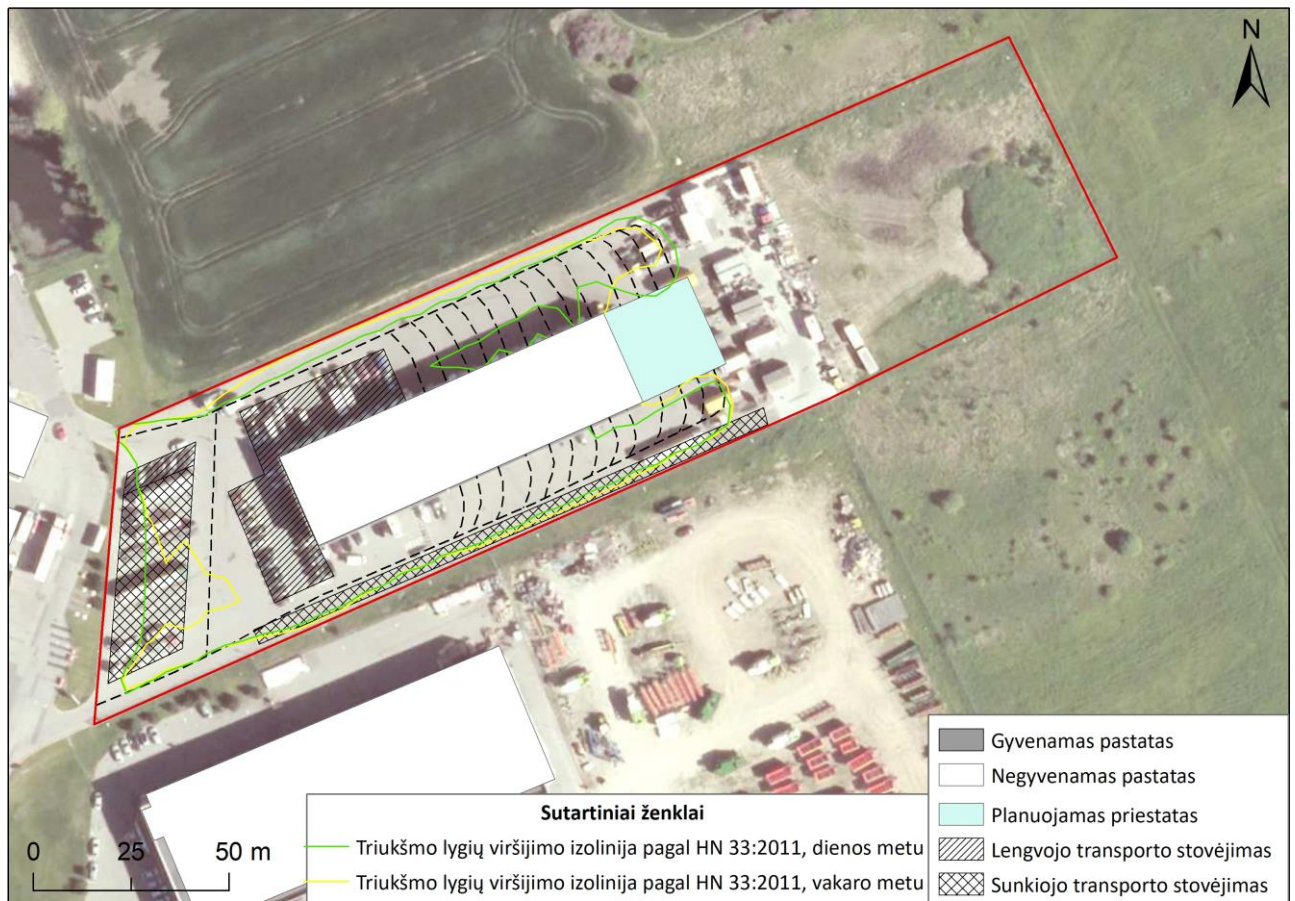 N
Gyvenamas pastatas
Negyvenamas pastatas
Planuojamas priestatas
Lengvojo transporto stovėjimas
Sunkiojo transporto stovėjimas
Sutartiniai ženklai
Triukšmo lygių viršijimo izolinija pagal HN 33:2011, dienos metu
Triukšmo lygių viršijimo izolinija pagal HN 33:2011, vakaro metu
0 25 50 m